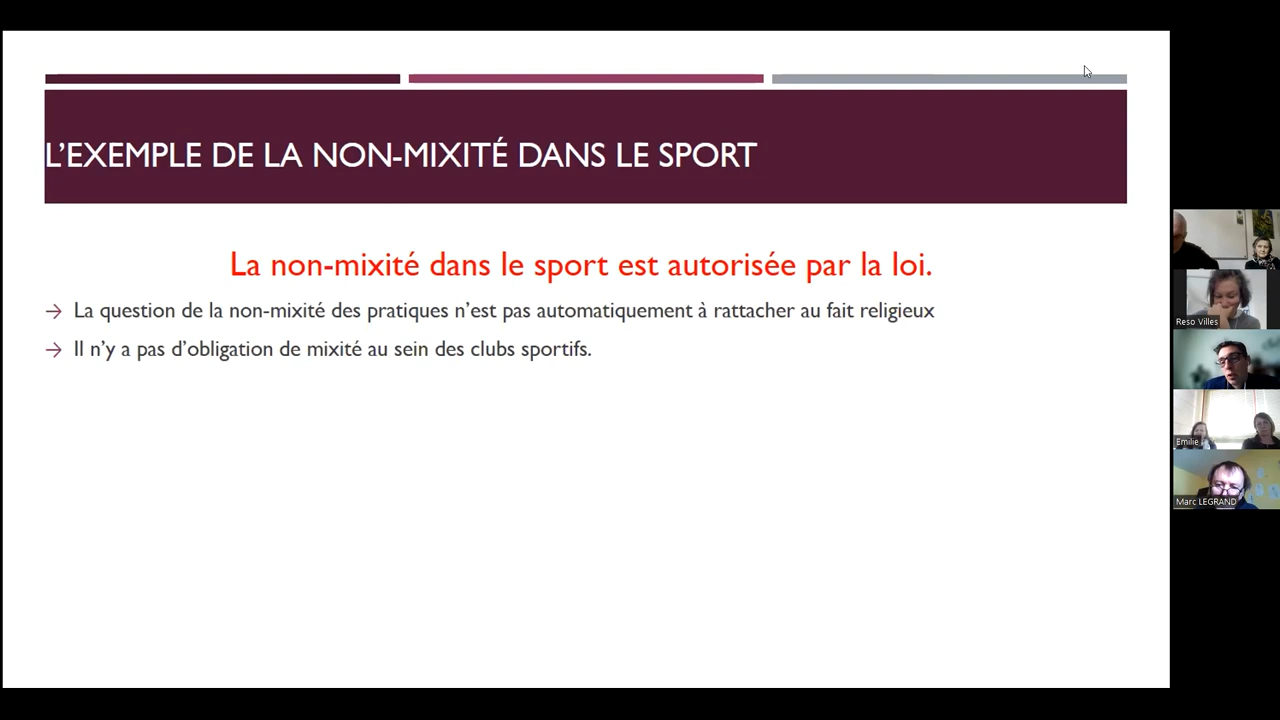 L'EXEMPLE DE LA NON-MIXITÉ DANS LE SPORT
La non-mixité dans le sport est autorisée par la loi.
→ La question de la non-mixité des pratiques n'est pas automatiquement à rattacher au fait religieux
→ Il n'y a pas d'obligation de mixité au sein des clubs sportifs.
Reso Villes
Emilie
Marc LEGRAND